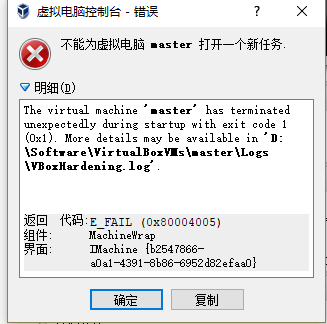 虚拟电脑控制台 - 错误
不能为虚拟电脑 master 打开一个新任务.
明细(D)
The virtual machine 'master' has terminated
unexpectedly during startup with exit code 1
(0x1). More details may be available in 'D:
\Software\VirtualBoxVMs\master\Logs
\VBoxHardening.log'.
返回 代码: E_FAIL (0x80004005)
组件: MachineWrap
界面: IMachine {b2547866-
a0a1-4391-8b86-6952d82efaa0}
确定 复制